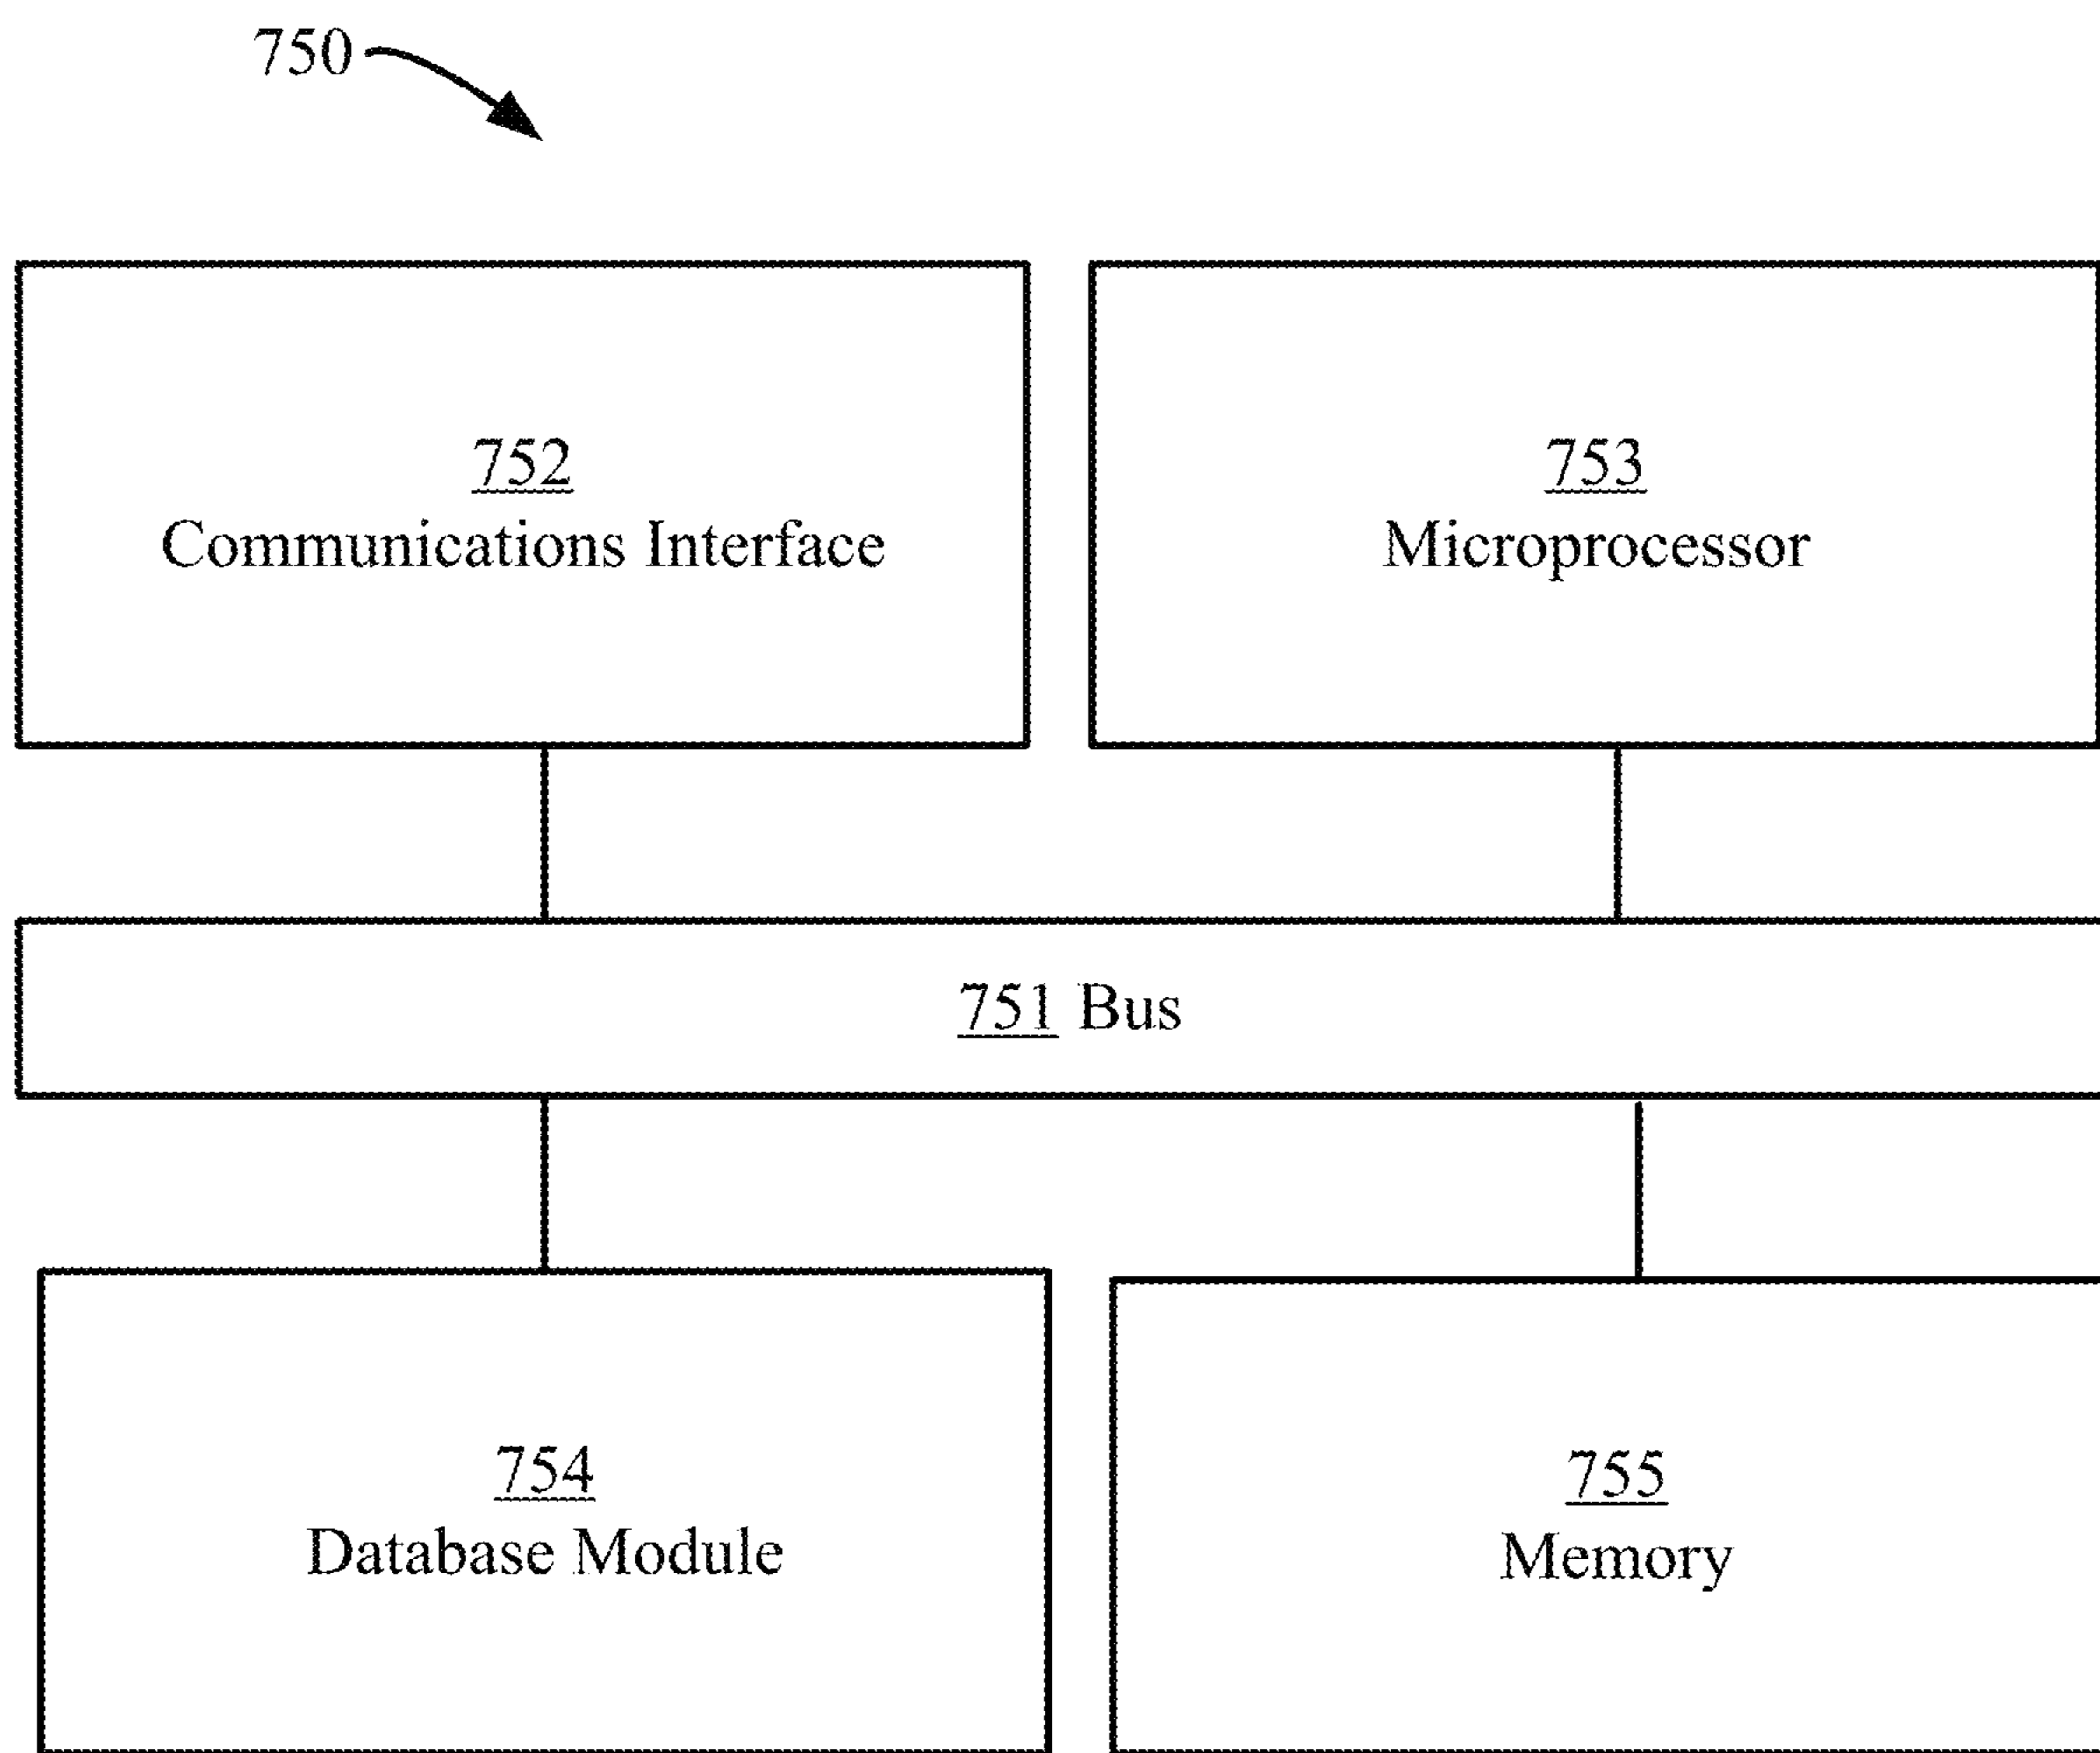 750
752
Communications Interface
753
Microprocessor
751 Bus
754
Database Module
755
Memory